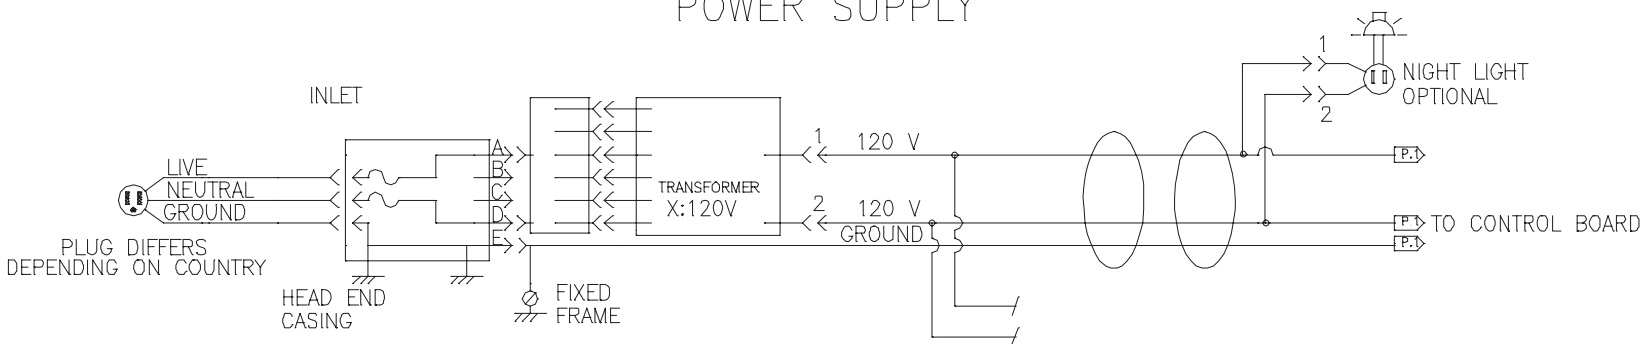 POWER SUPPLY
INLET
LIVE
NEUTRAL
GROUND
PLUG DIFFERS
DEPENDING ON COUNTRY
HEAD END
CASING
A
B
C
D
E
FIXED
FRAME
TRANSFORMER
X:120V
1
120 V
2
120 V
GROUND
1
2
NIGHT LIGHT
OPTIONAL
P.1
P.1
TO CONTROL BOARD
P.1